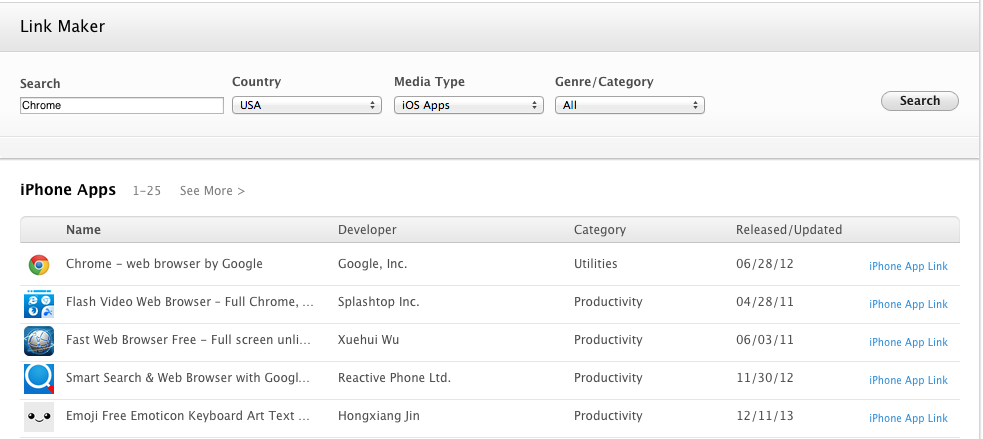 Link Maker
Search Country Media Type Genre/Category
Chrome USA iOS Apps All Search
iPhone Apps 1-25 See More >
Name Developer Category Released/Updated
Chrome – web browser by Google Google, Inc. Utilities 06/28/12 iPhone App Link
Flash Video Web Browser – Full Chrome, ... Splashtop Inc. Productivity 04/28/11 iPhone App Link
Fast Web Browser Free – Full screen unli... Xuehui Wu Productivity 06/03/11 iPhone App Link
Smart Search & Web Browser with Googl... Reactive Phone Ltd. Productivity 11/30/12 iPhone App Link
Emoji Free Emoticon Keyboard Art Text ... Hongxiang Jin Productivity 12/11/13 iPhone App Link